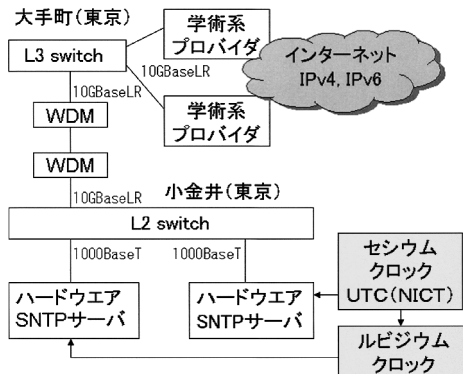 大手町(東京)
L3 switch
学術系
プロバイダ
10GBaseLR
インターネット
IPv4, IPv6
10GBaseLR
学術系
プロバイダ
WDM
WDM
10GBaseLR
小金井(東京)
L2 switch
1000BaseT
1000BaseT
ハードウエア
SNTPサーバ
ハードウエア
SNTPサーバ
セシウム
クロック
UTC(NICT)
ルビジウム
クロック